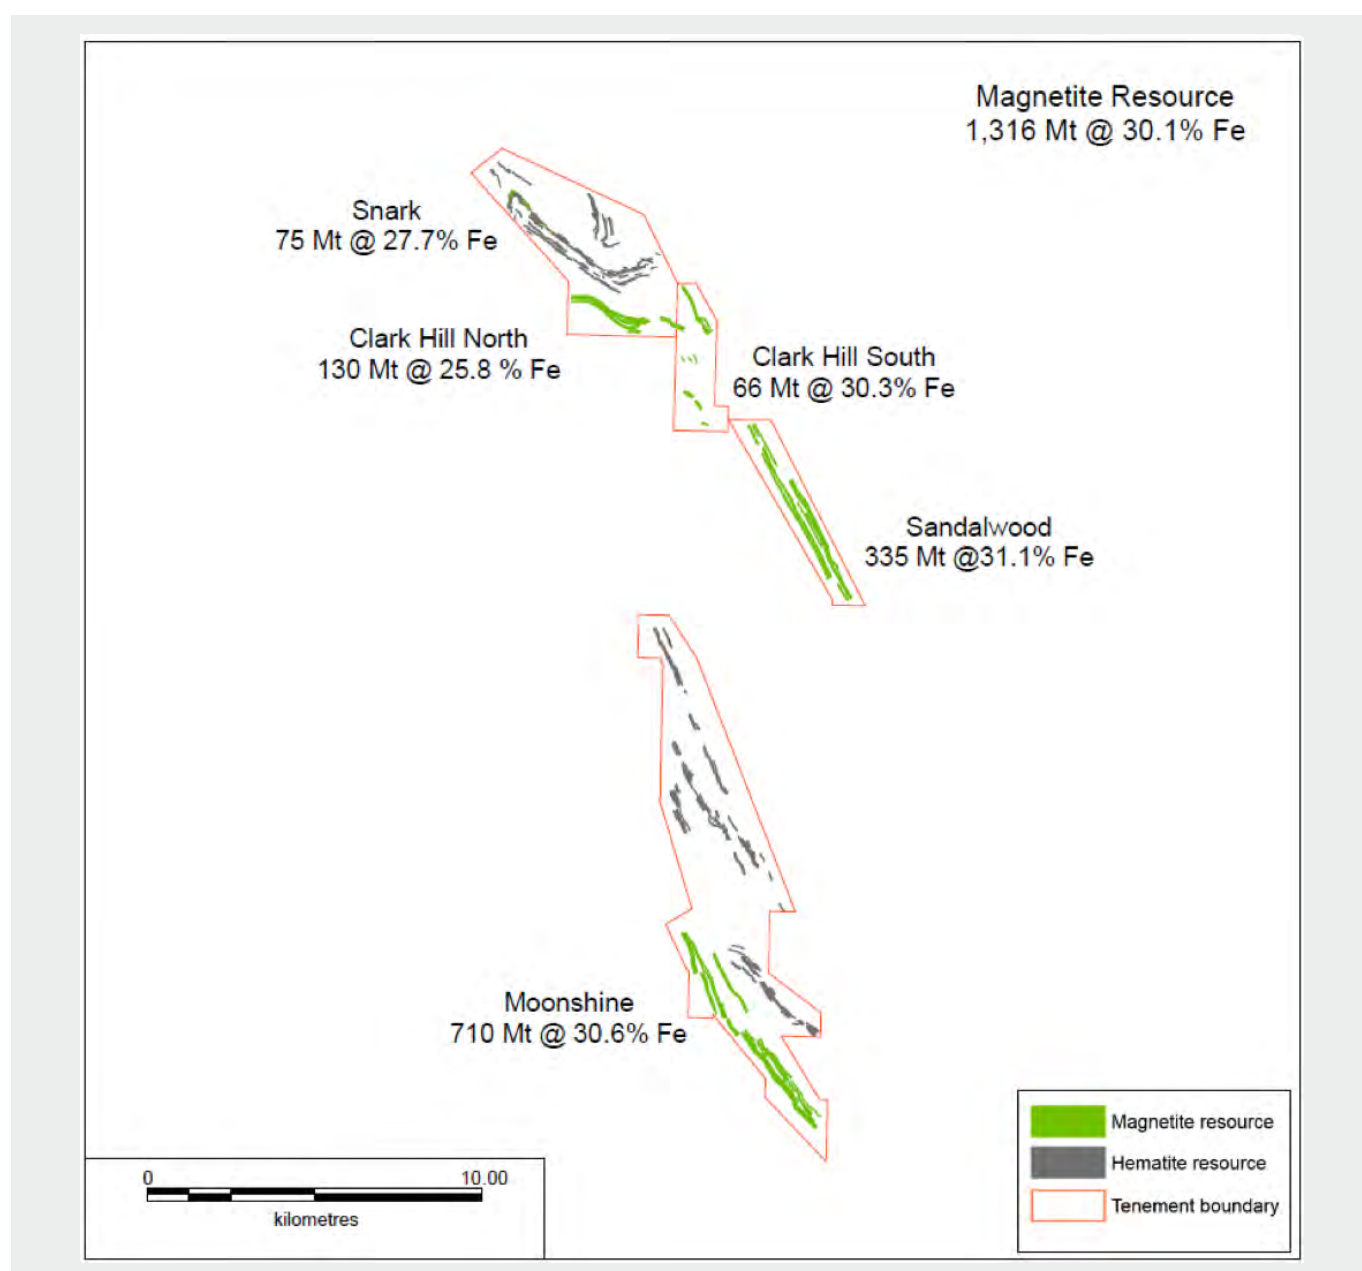 Magnetite Resource
1,316 Mt @ 30.1% Fe
Snark
75 Mt @ 27.7% Fe
Clark Hill North
130 Mt @ 25.8 % Fe
Clark Hill South
66 Mt @ 30.3% Fe
Sandalwood
335 Mt @31.1% Fe
Moonshine
710 Mt @ 30.6% Fe
Magnetite resource
Hematite resource
Tenement boundary
0 10.00
kilometres